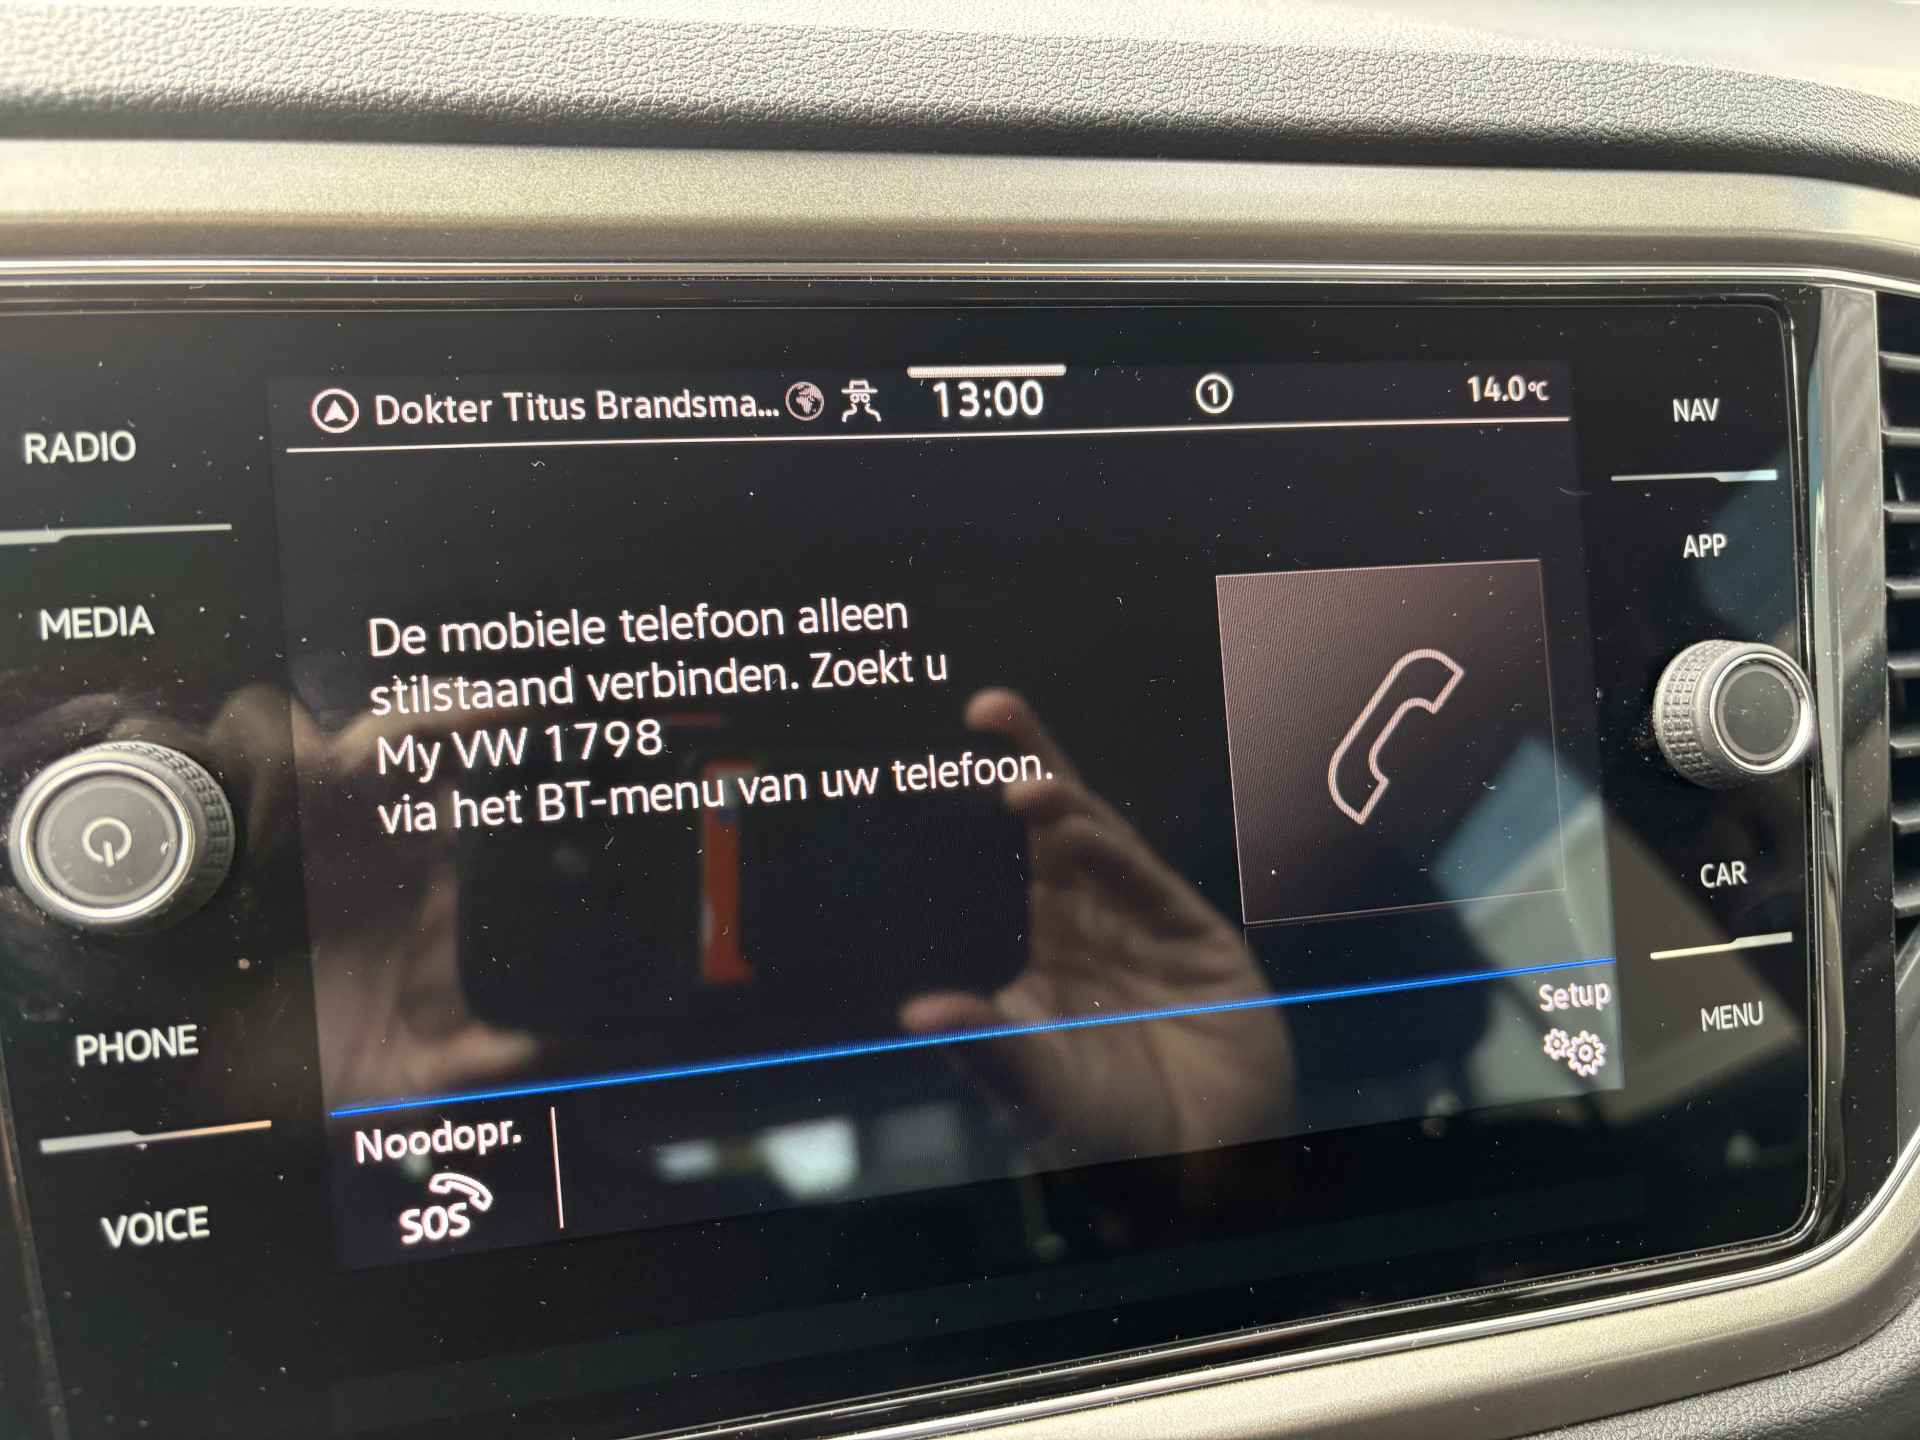 Dokter Titus Brandsma... 13:00 1 14.0°C
RADIO
MEDIA
PHONE
VOICE
De mobiele telefoon alleen
stilstaand verbinden. Zoekt u
My VW 1798
via het BT-menu van uw telefoon.
Noodopr.
SOS
Setup
NAV
APP
CAR
MENU